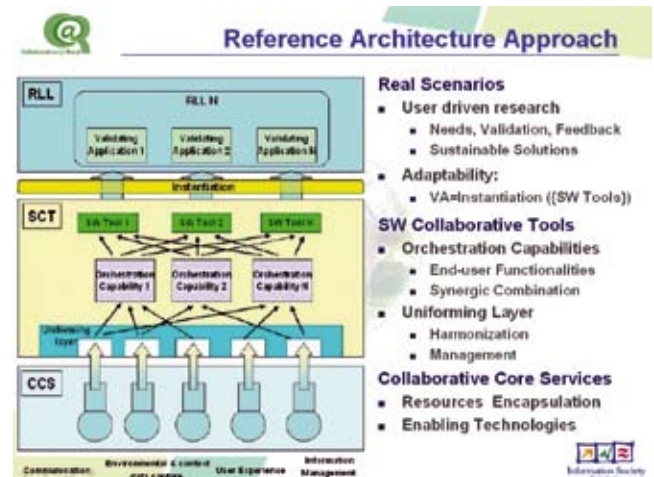 Reference Architecture Approach
RLL
RLL N
Validating
Application 1
Validating
Application 2
Validating
Application N
Instantiation
SCT
SW Tool 1
SW Tool 2
SW Tool N
Orchestration
Capability 1
Orchestration
Capability 2
Orchestration
Capability N
Uniforming
layer
CCS
Communication
Environmental & context
User Experience
Information
Management
Real Scenarios
User driven research
Needs, Validation, Feedback
Sustainable Solutions
Adaptability:
VA=Instantiation ({SW Tools})
SW Collaborative Tools
Orchestration Capabilities
End-user Functionalities
Synergic Combination
Uniforming Layer
Harmonization
Management
Collaborative Core Services
Resources Encapsulation
Enabling Technologies
Information Society